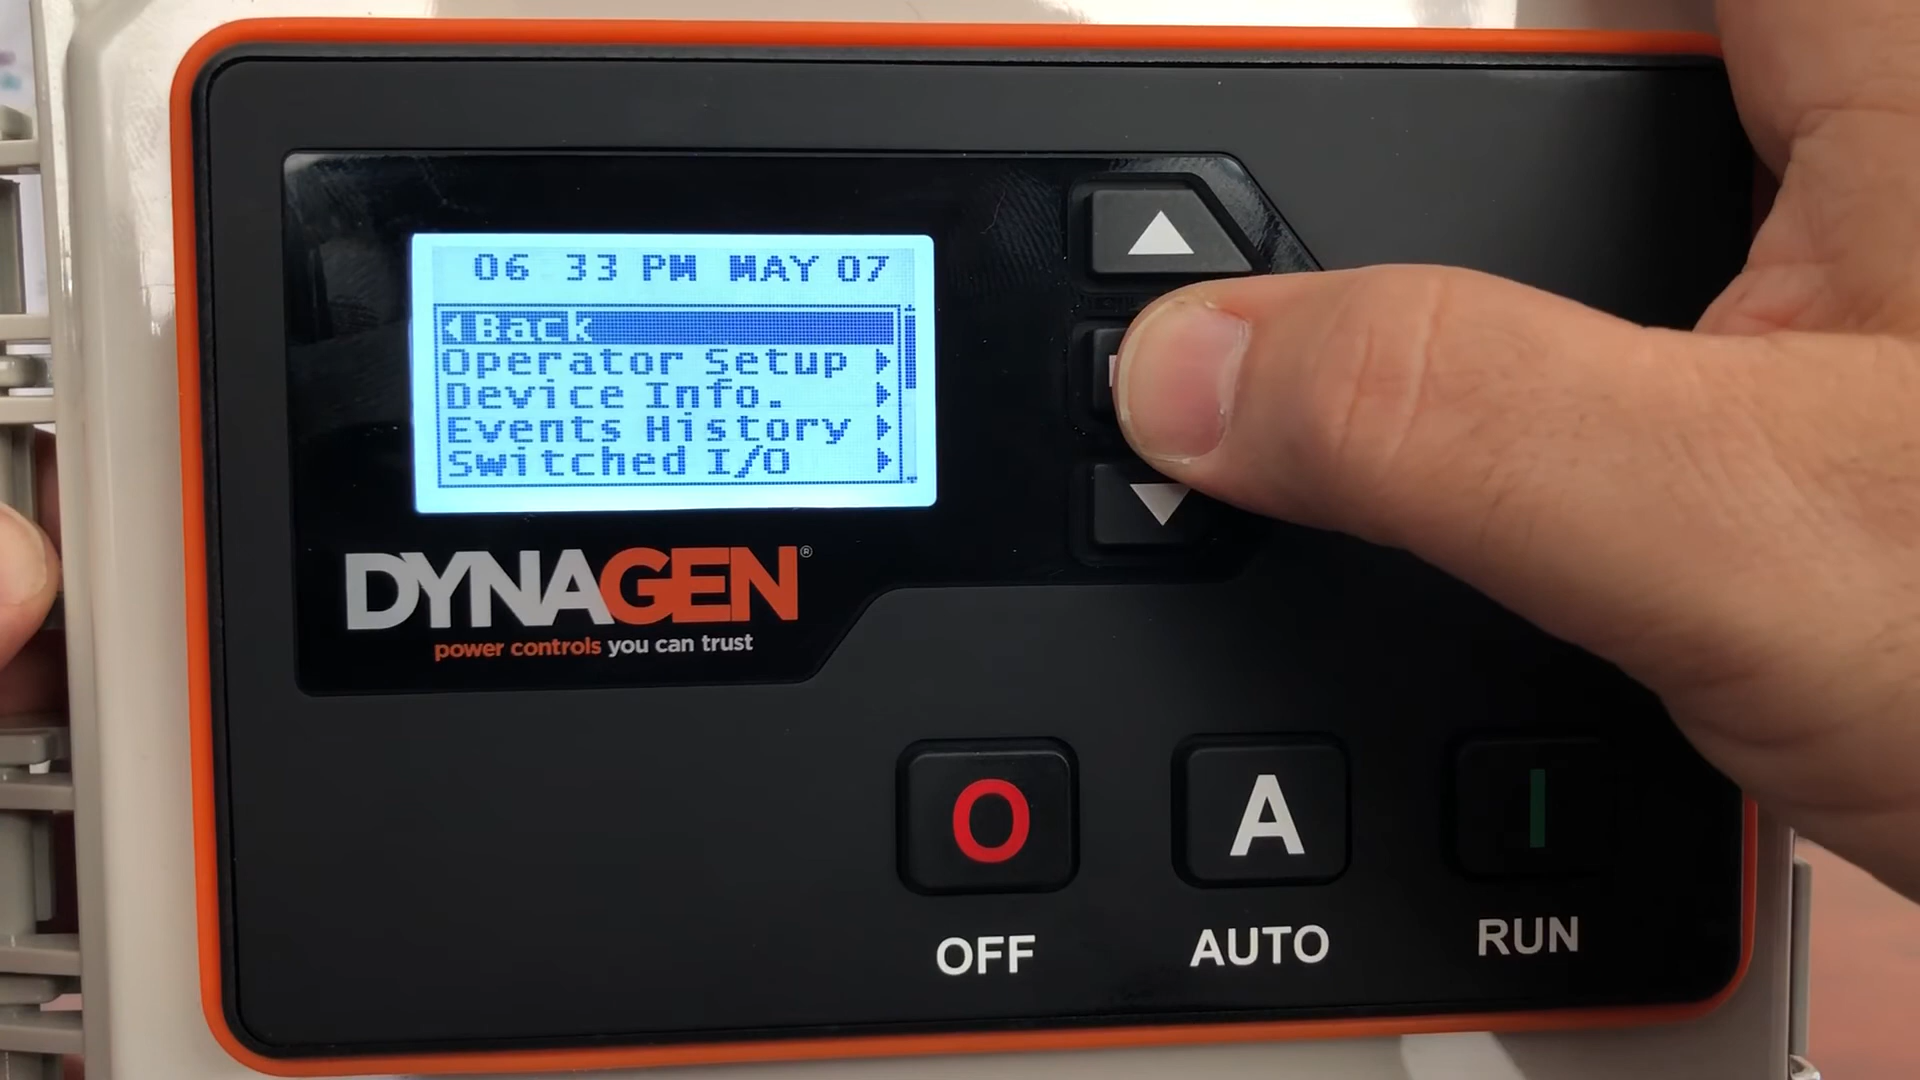 06 33 PM MAY 07
Back
Operator Setup
Device Info.
Events History
Switched I/O
DYNAGEN®
power controls you can trust
O
A
I
OFF
AUTO
RUN